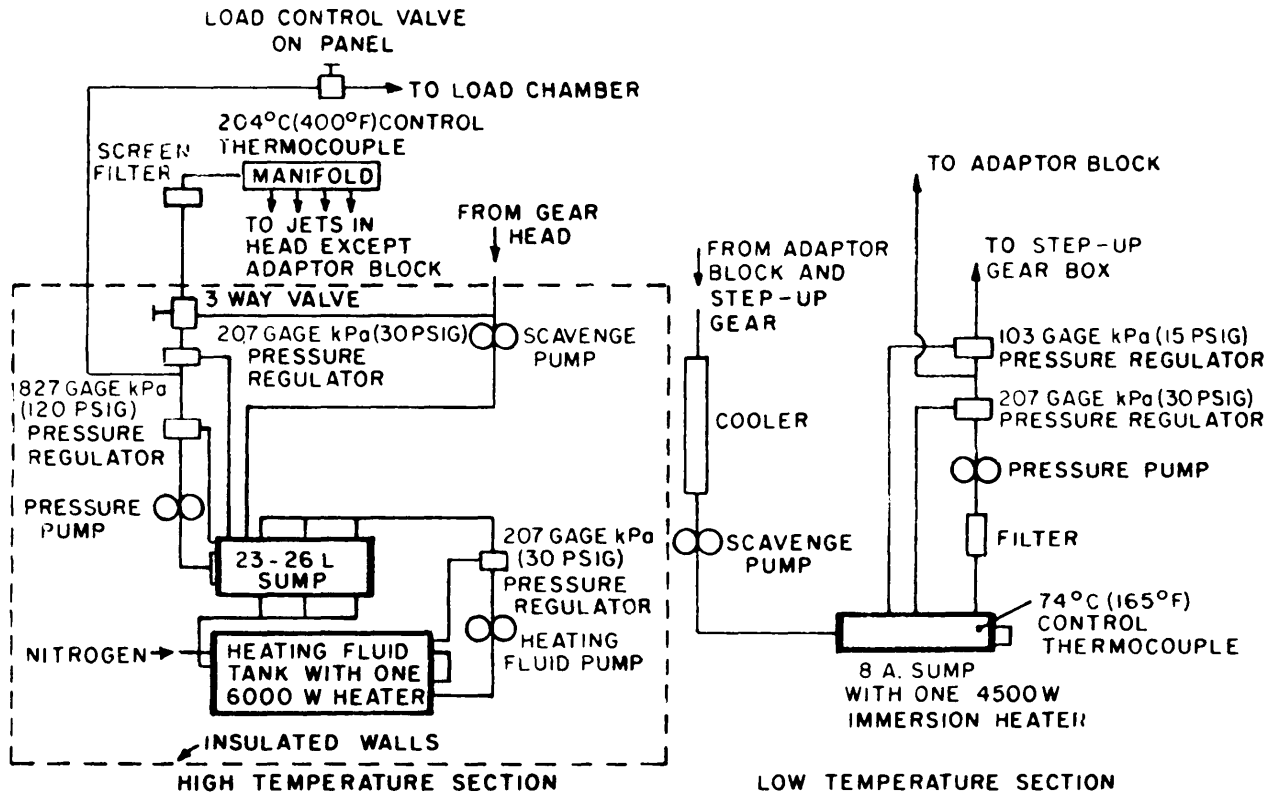 LOAD CONTROL VALVE
ON PANEL
TO LOAD CHAMBER
204°C(400°F)CONTROL
THERMOCOUPLE
SCREEN
FILTER
MANIFOLD
TO JETS IN
HEAD EXCEPT
ADAPTOR BLOCK
FROM GEAR
HEAD
3 WAY VALVE
207 GAGE kPa(30PSIG)
PRESSURE
REGULATOR
SCAVENGE
PUMP
827 GAGE kPa
(120 PSIG)
PRESSURE
REGULATOR
PRESSURE
PUMP
23-26 L
SUMP
207 GAGE kPa
(30 PSIG)
PRESSURE
REGULATOR
HEATING
FLUID PUMP
NITROGEN
HEATING FLUID
TANK WITH ONE
6000 W HEATER
INSULATED WALLS
HIGH TEMPERATURE SECTION
TO ADAPTOR BLOCK
FROM ADAPTOR
BLOCK AND
STEP-UP
GEAR
TO STEP-UP
GEAR BOX
103 GAGE kPa (15 PSIG)
PRESSURE REGULATOR
207 GAGE kPa (30 PSIG)
PRESSURE REGULATOR
COOLER
PRESSURE PUMP
SCAVENGE
PUMP
FILTER
74°C (165°F)
CONTROL
THERMOCOUPLE
8 A. SUMP
WITH ONE 4500W
IMMERSION HEATER
LOW TEMPERATURE SECTION